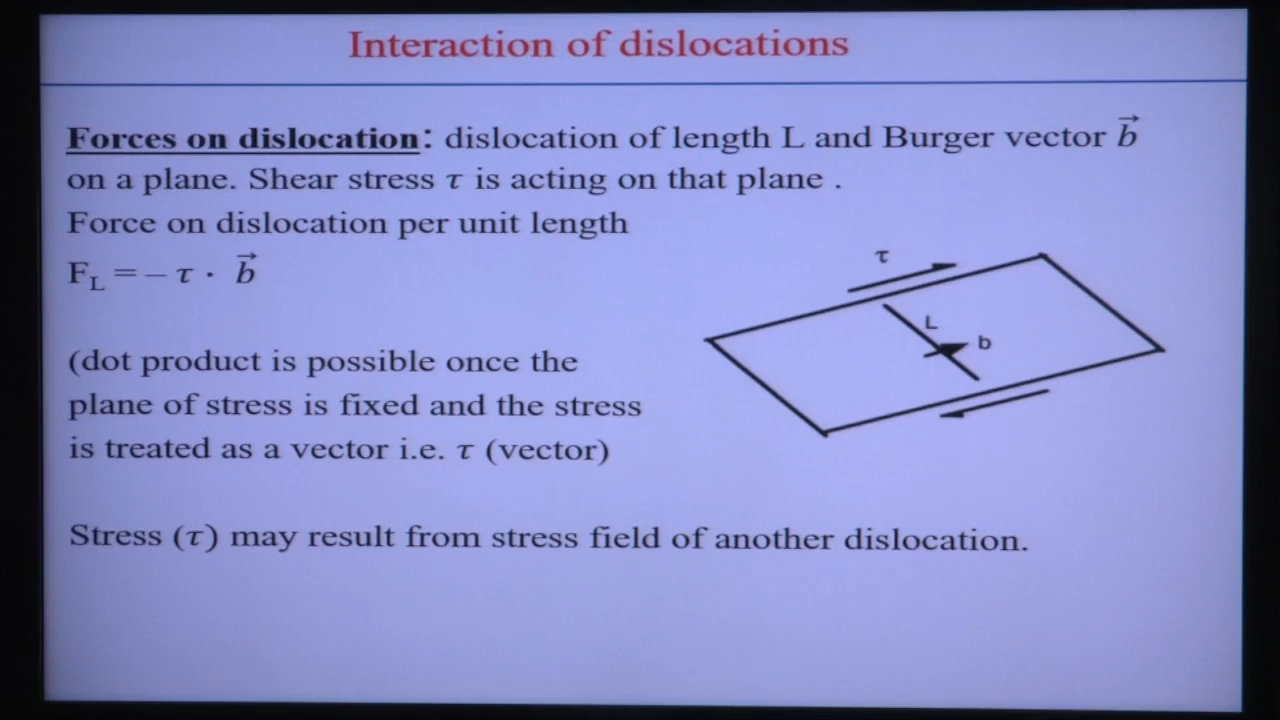 Interaction of dislocations
Forces on dislocation: dislocation of length L and Burger vector b⃗
on a plane. Shear stress τ is acting on that plane .
Force on dislocation per unit length
F_L = – τ · b⃗
τ
L
b
(dot product is possible once the
plane of stress is fixed and the stress
is treated as a vector i.e. τ (vector)
Stress (τ) may result from stress field of another dislocation.